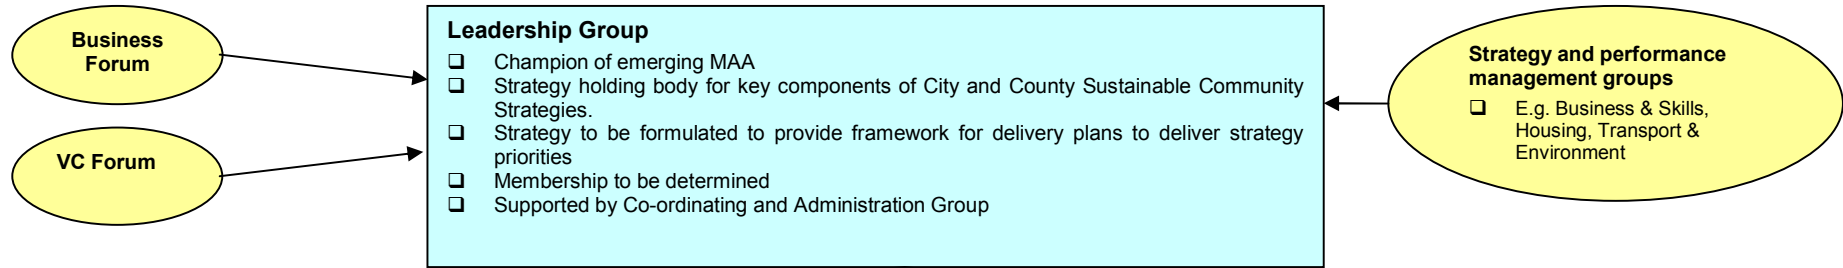 Business
Forum
VC Forum
Leadership Group
❑ Champion of emerging MAA
❑ Strategy holding body for key components of City and County Sustainable Community
Strategies.
❑ Strategy to be formulated to provide framework for delivery plans to deliver strategy
priorities
❑ Membership to be determined
❑ Supported by Co-ordinating and Administration Group
Strategy and performance
management groups
❑ E.g. Business & Skills,
Housing, Transport &
Environment